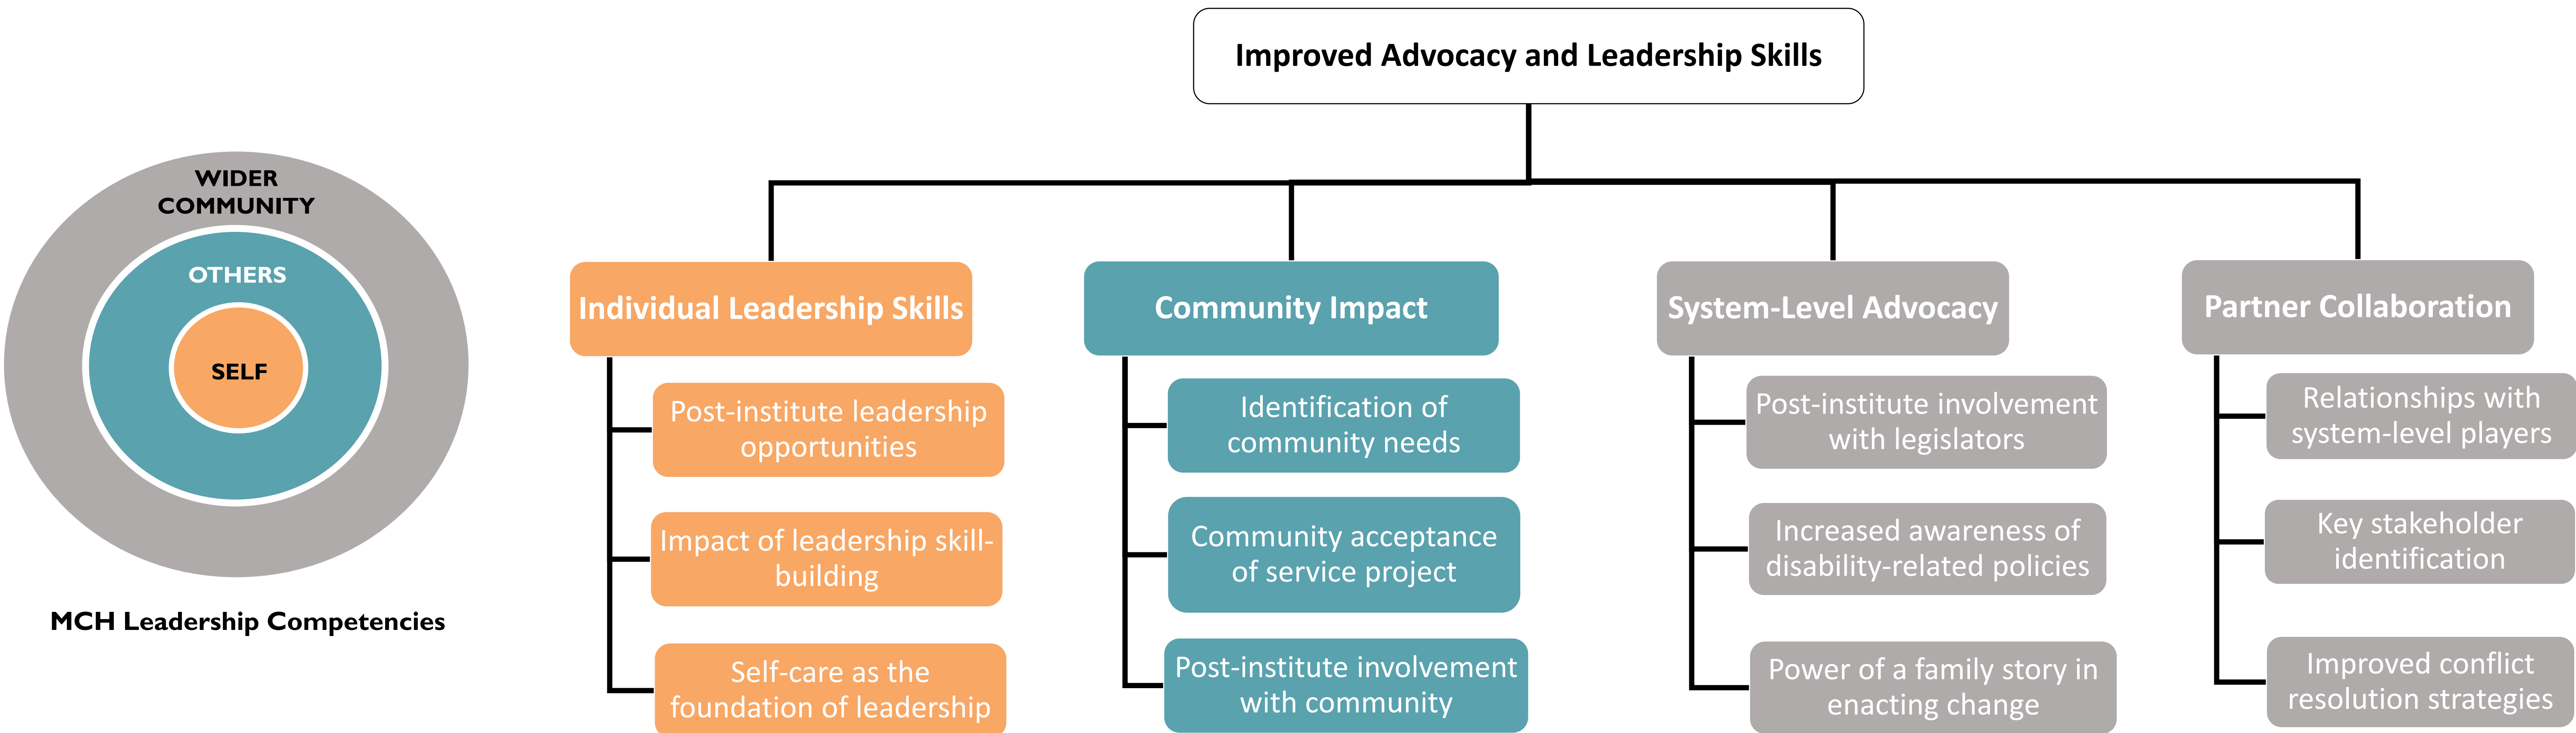 Improved Advocacy and Leadership Skills
WIDER
COMMUNITY
OTHERS
SELF
MCH Leadership Competencies
Individual Leadership Skills
Post-institute leadership
opportunities
Impact of leadership skill-
building
Self-care as the
foundation of leadership
Community Impact
Identification of
community needs
Community acceptance
of service project
Post-institute involvement
with community
System-Level Advocacy
Post-institute involvement
with legislators
Increased awareness of
disability-related policies
Power of a family story in
enacting change
Partner Collaboration
Relationships with
system-level players
Key stakeholder
identification
Improved conflict
resolution strategies